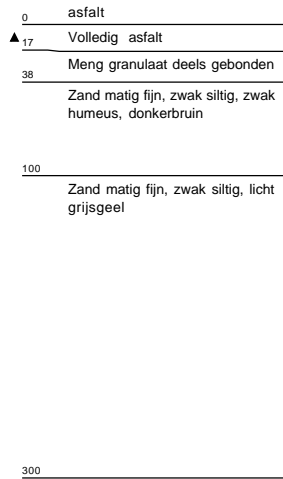 0 asfalt
17 Volledig asfalt
Meng granulaat deels gebonden
38
Zand matig fijn, zwak siltig, zwak
humeus, donkerbruin
100
Zand matig fijn, zwak siltig, licht
grijsgeel
300